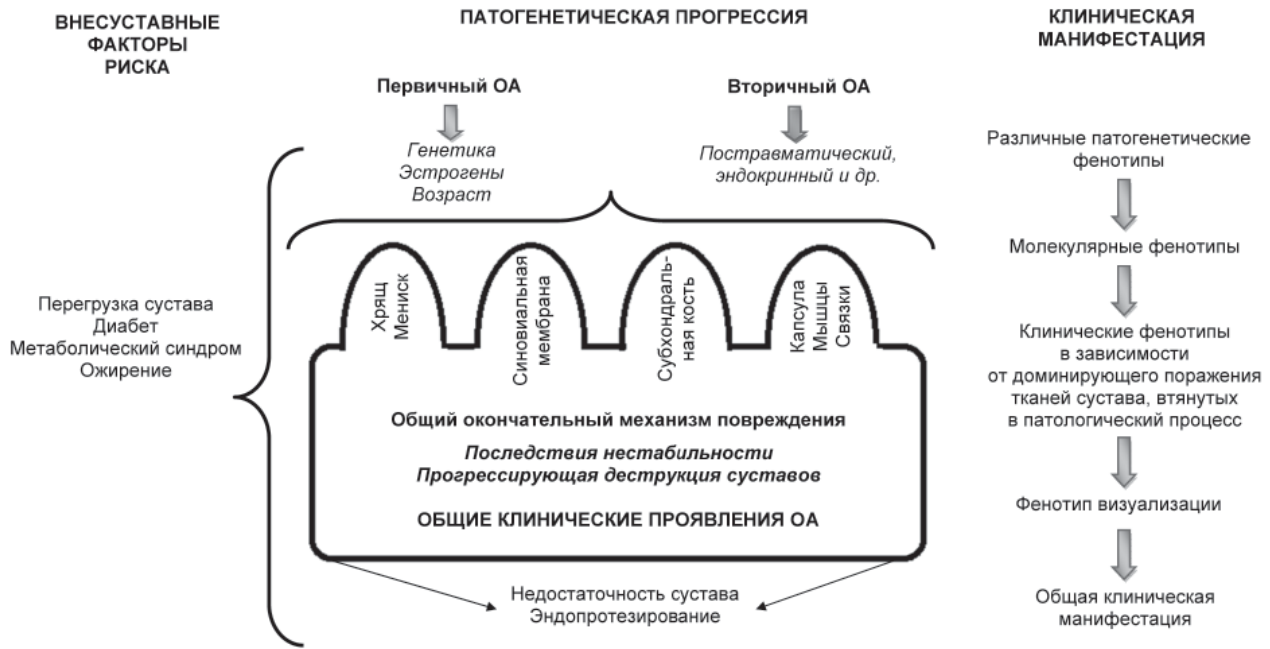 ВНЕСУСТАВНЫЕ
ФАКТОРЫ
РИСКА
ПАТОГЕНЕТИЧЕСКАЯ ПРОГРЕССИЯ
КЛИНИЧЕСКАЯ
МАНИФЕСТАЦИЯ
Первичный ОА
Вторичный ОА
Генетика
Эстрогены
Возраст
Постравматический,
эндокринный и др.
Перегрузка сустава
Диабет
Метаболический синдром
Ожирение
Хрящ
Мениск
Синовиальная
мембрана
Субхондраль-
ная кость
Капсула
Мышцы
Связки
Общий окончательный механизм повреждения
Последствия нестабильности
Прогрессирующая деструкция суставов
ОБЩИЕ КЛИНИЧЕСКИЕ ПРОЯВЛЕНИЯ ОА
Недостаточность сустава
Эндопротезирование
Различные патогенетические
фенотипы
Молекулярные фенотипы
Клинические фенотипы
в зависимости
от доминирующего поражения
тканей сустава, втянутых
в патологический процесс
Фенотип визуализации
Общая клиническая
манифестация